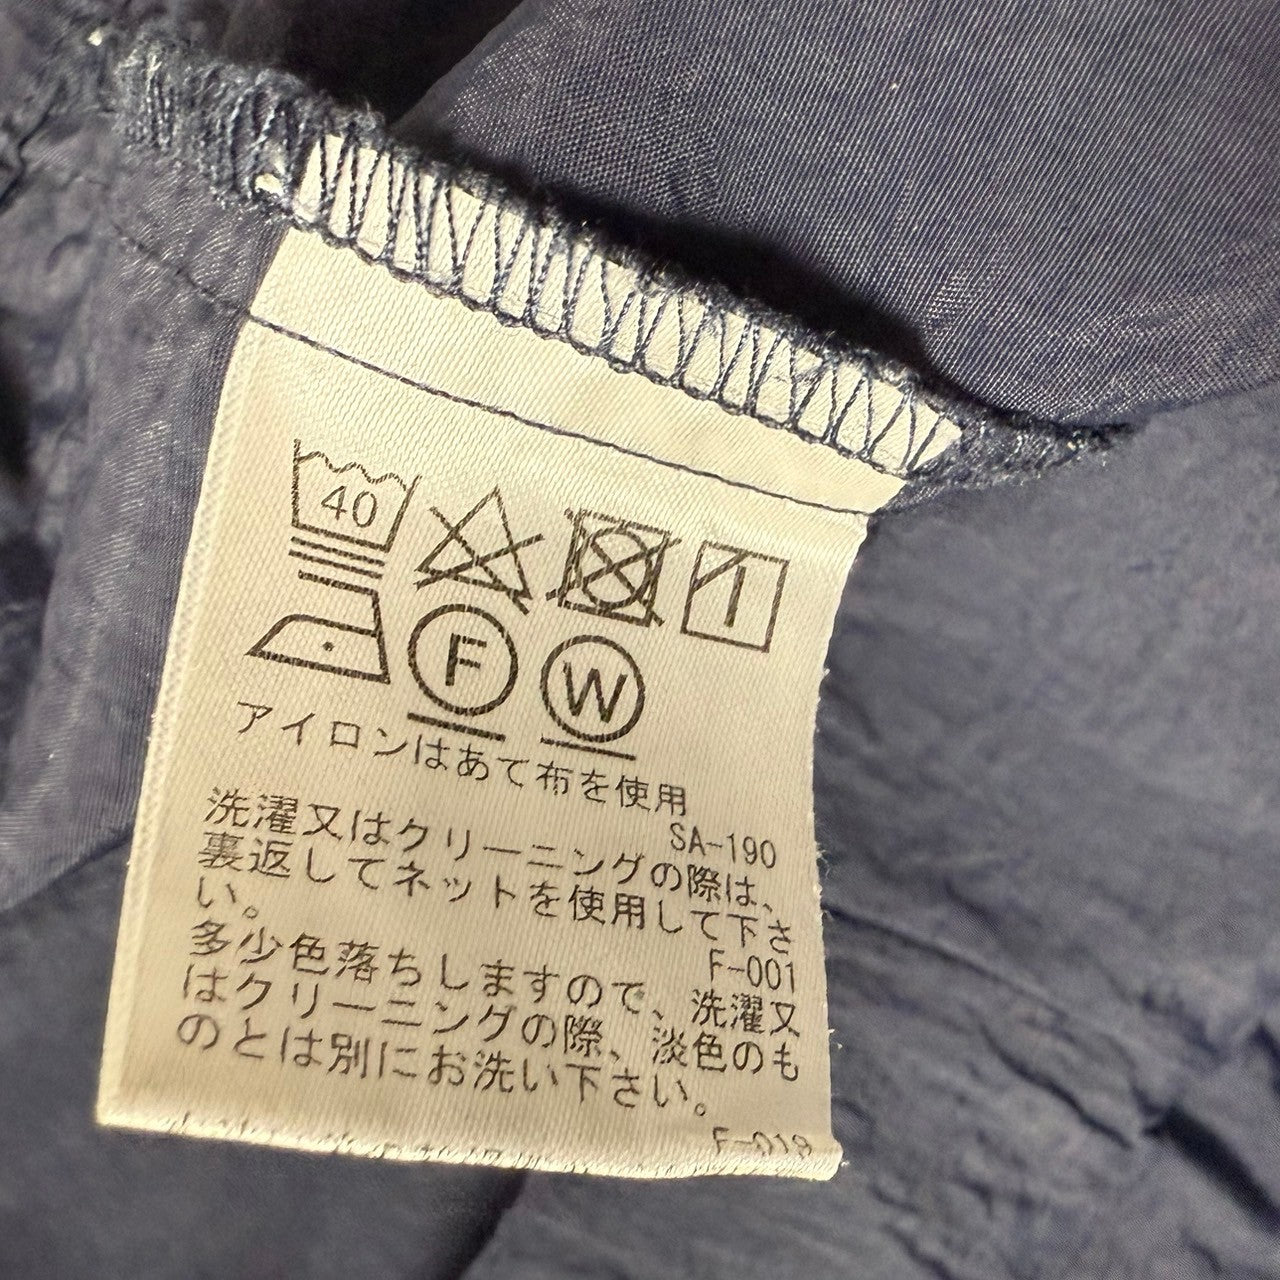 40
F W
アイロンはあて布を使用
SA-190
洗濯又はクリーニングの際は、
裏返してネットを使用して下さ
い。
F-001
多少色落ちしますので、洗濯又
はクリーニングの際、淡色のも
のとは別にお洗い下さい。
F-018